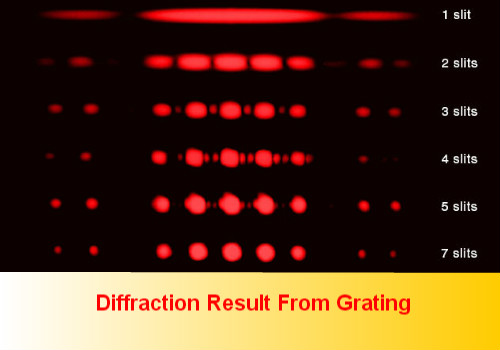 1 slit
2 slits
3 slits
4 slits
5 slits
7 slits
Diffraction Result From Grating